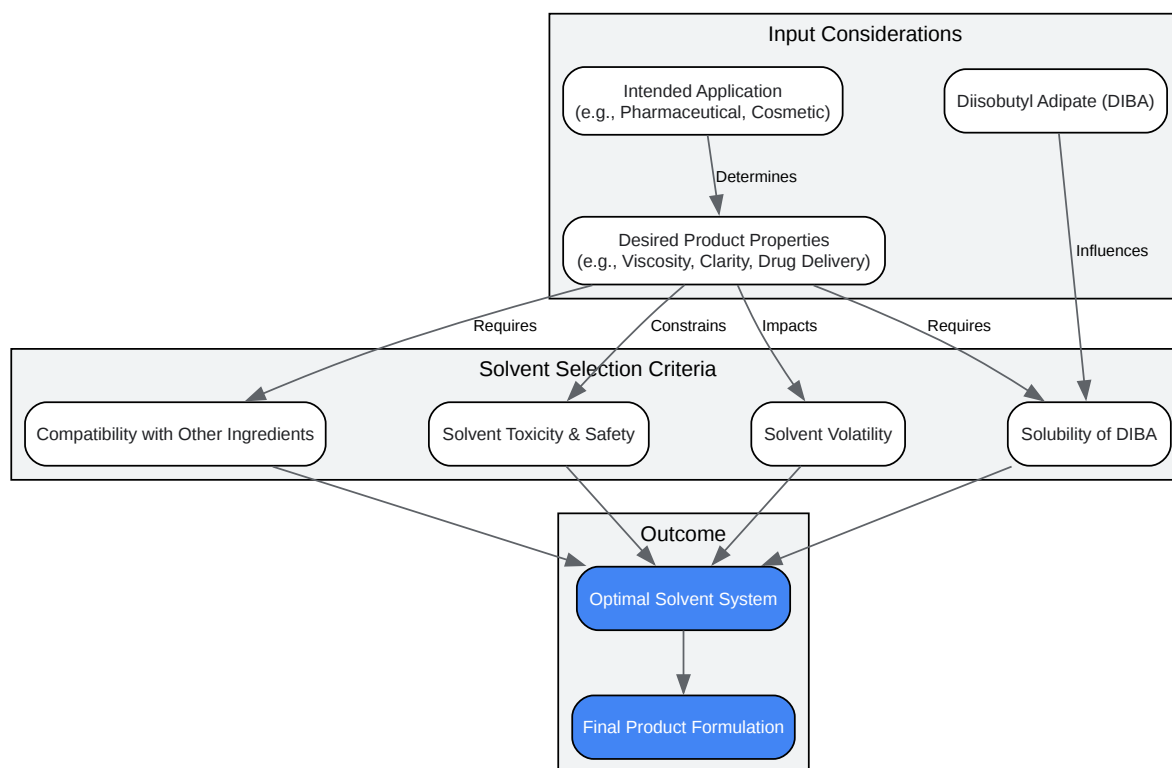 Input Considerations
Intended Application
(e.g., Pharmaceutical, Cosmetic)
Diisobutyl Adipate (DIBA)
Determines
Desired Product Properties
(e.g., Viscosity, Clarity, Drug Delivery)
Influences
Requires
Constrains
Impacts
Requires
Solvent Selection Criteria
Compatibility with Other Ingredients
Solvent Toxicity & Safety
Solvent Volatility
Solubility of DIBA
Outcome
Optimal Solvent System
Final Product Formulation